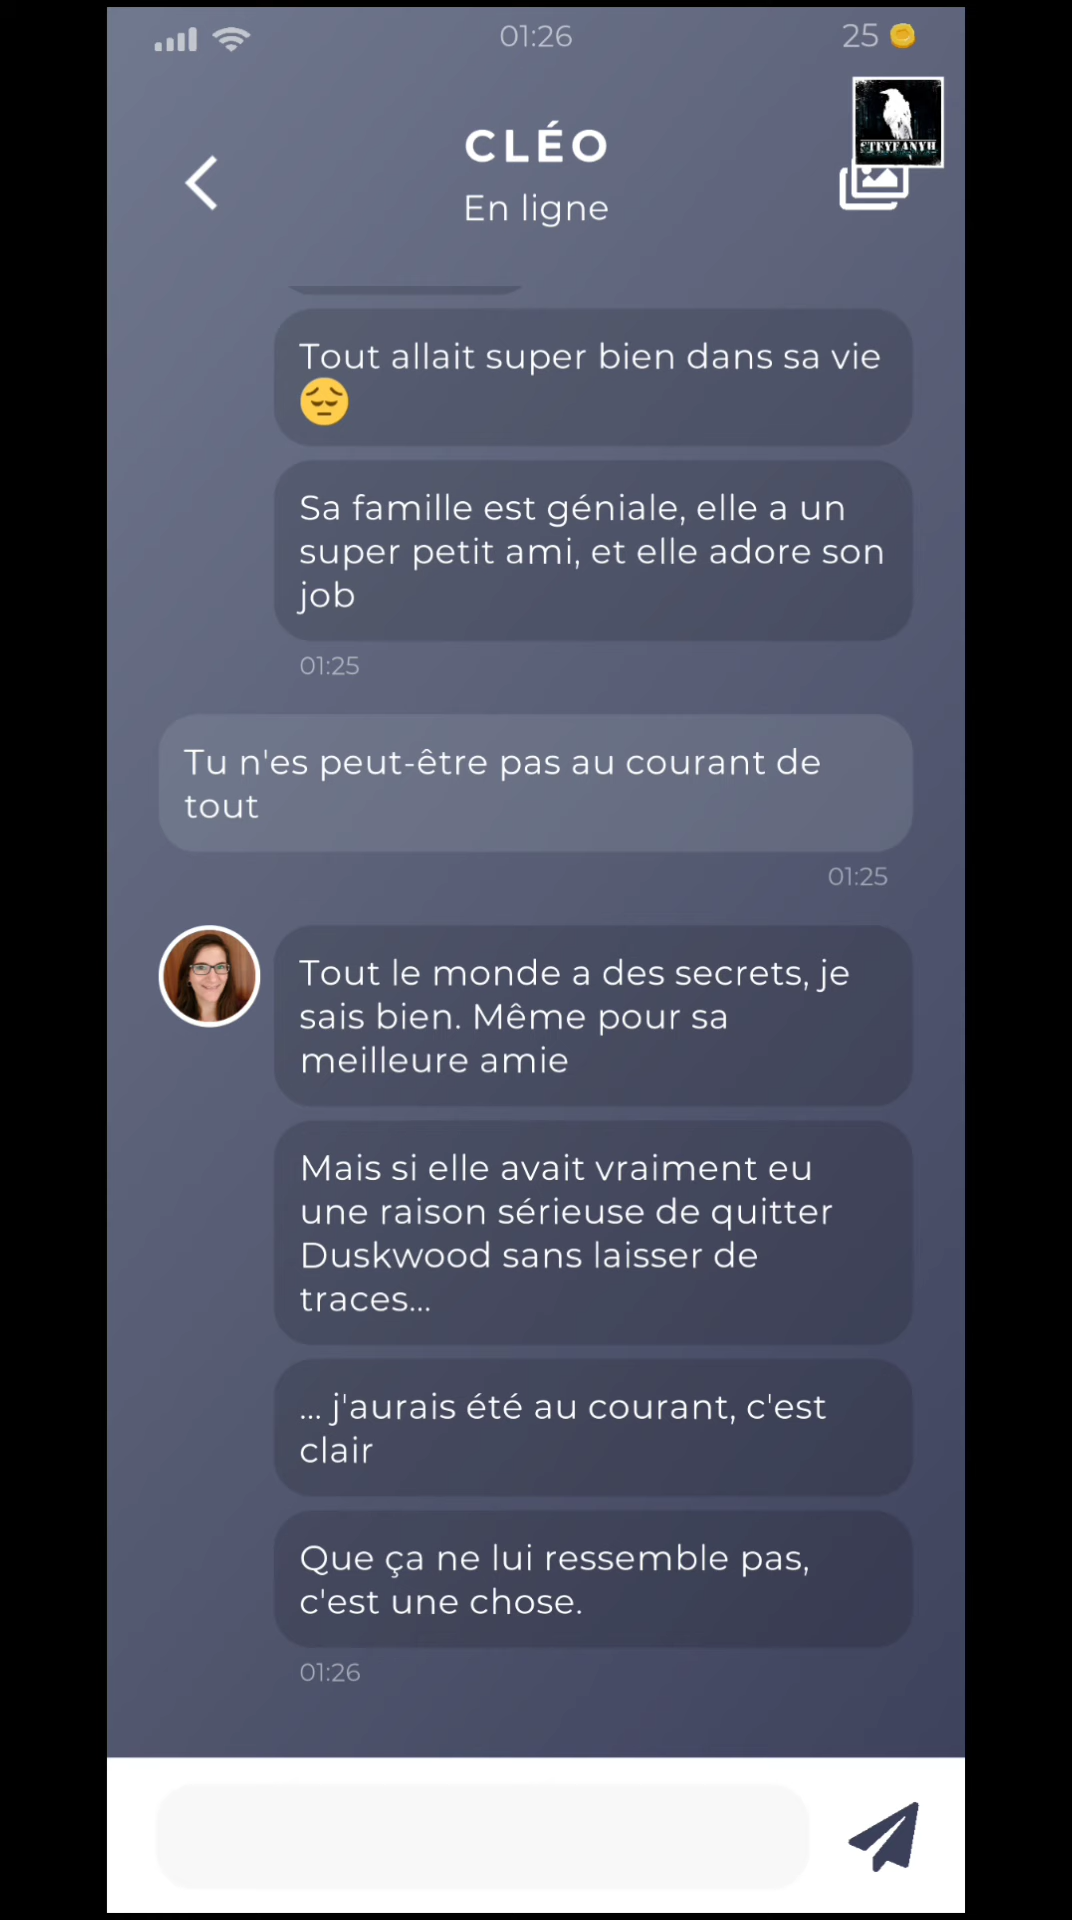 01:26
25
STEYFANYH
CLÉO
En ligne
Tout allait super bien dans sa vie
😔
Sa famille est géniale, elle a un
super petit ami, et elle adore son
job
01:25
Tu n'es peut-être pas au courant de
tout
01:25
Tout le monde a des secrets, je
sais bien. Même pour sa
meilleure amie
Mais si elle avait vraiment eu
une raison sérieuse de quitter
Duskwood sans laisser de
traces...
... j'aurais été au courant, c'est
clair
Que ça ne lui ressemble pas,
c'est une chose.
01:26